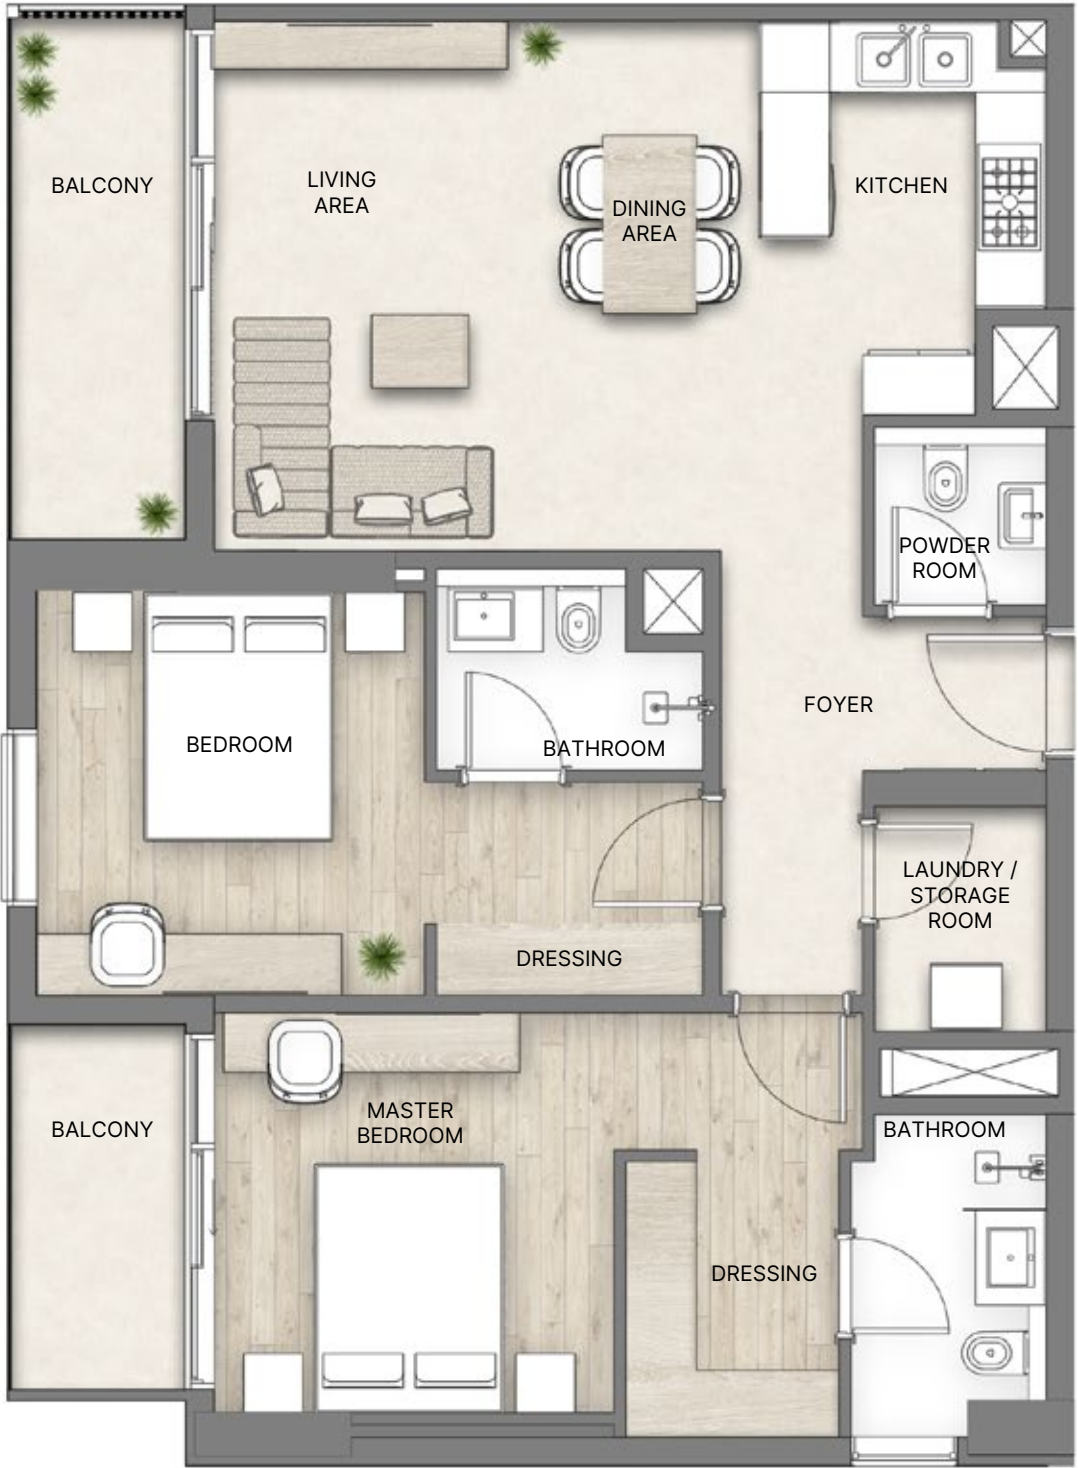 BALCONY
LIVING
AREA
DINING
AREA
KITCHEN
POWDER
ROOM
FOYER
BEDROOM
BATHROOM
LAUNDRY /
STORAGE
ROOM
DRESSING
BALCONY
MASTER
BEDROOM
BATHROOM
DRESSING